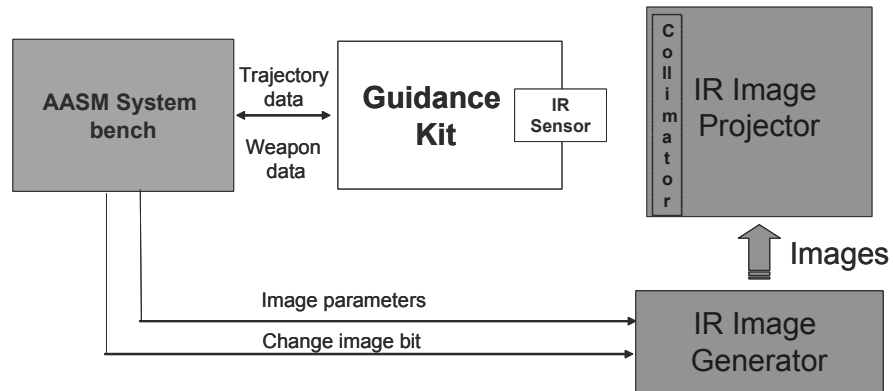 AASM System
bench
Trajectory
data
Weapon
data
Guidance
Kit
IR
Sensor
C
o
l
l
i
m
a
t
o
r
IR Image
Projector
Images
Image parameters
Change image bit
IR Image
Generator